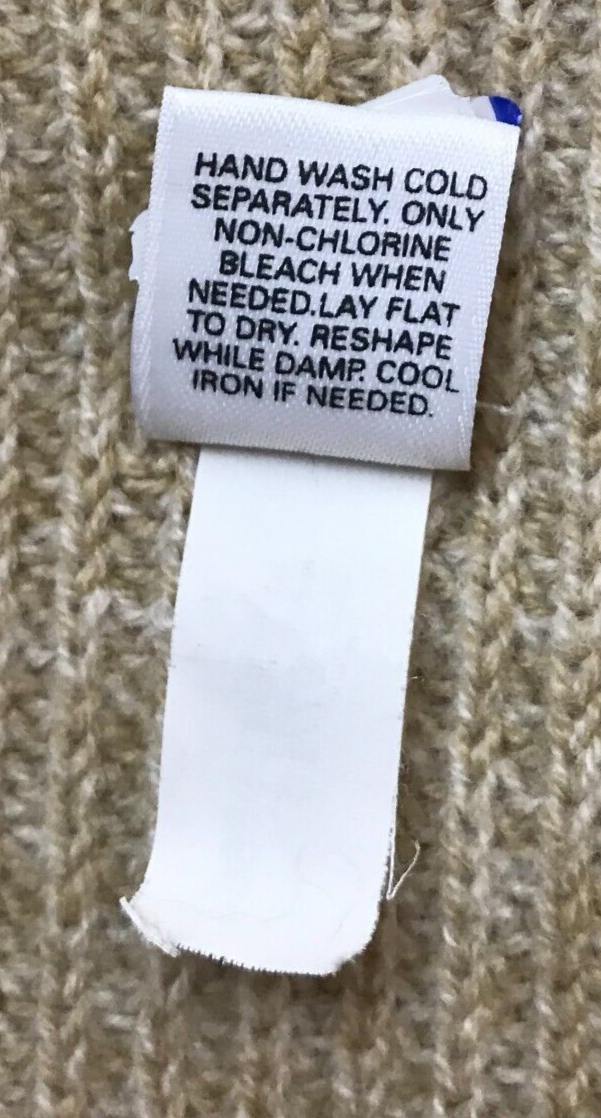 HAND WASH COLD
SEPARATELY. ONLY
NON-CHLORINE
BLEACH WHEN
NEEDED.LAY FLAT
TO DRY. RESHAPE
WHILE DAMP. COOL
IRON IF NEEDED.